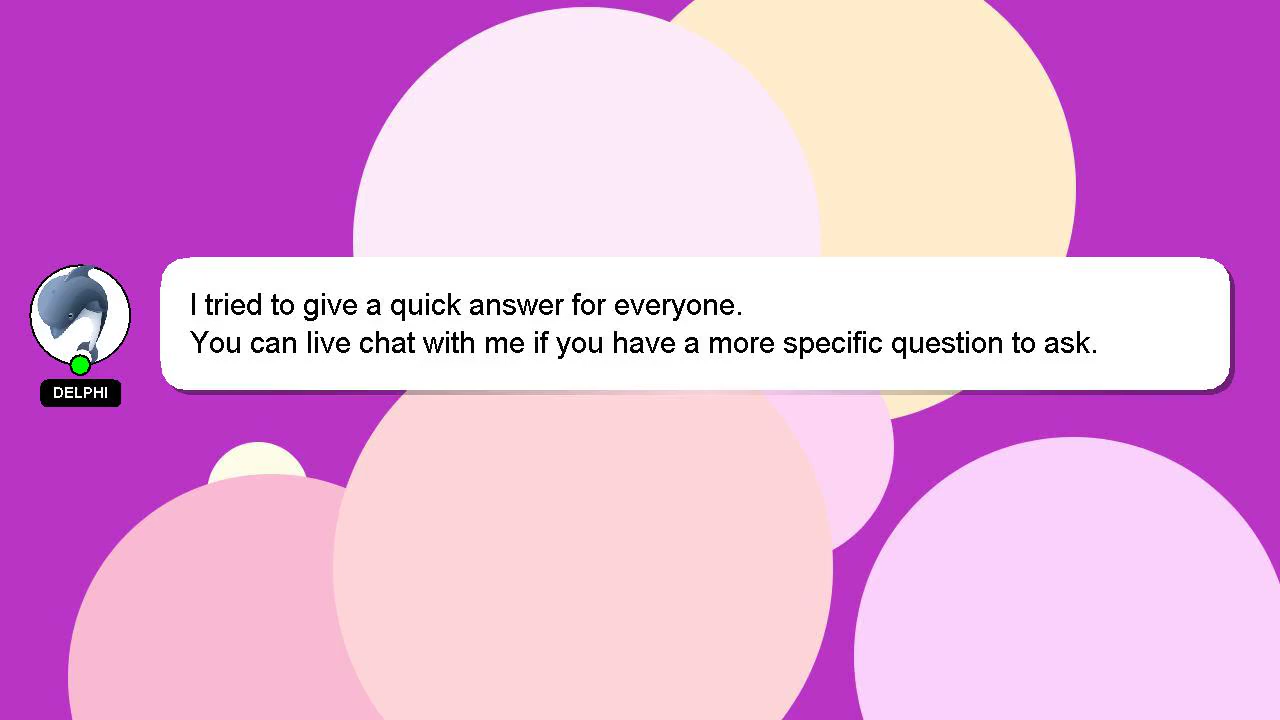 I tried to give a quick answer for everyone.
You can live chat with me if you have a more specific question to ask.
DELPHI